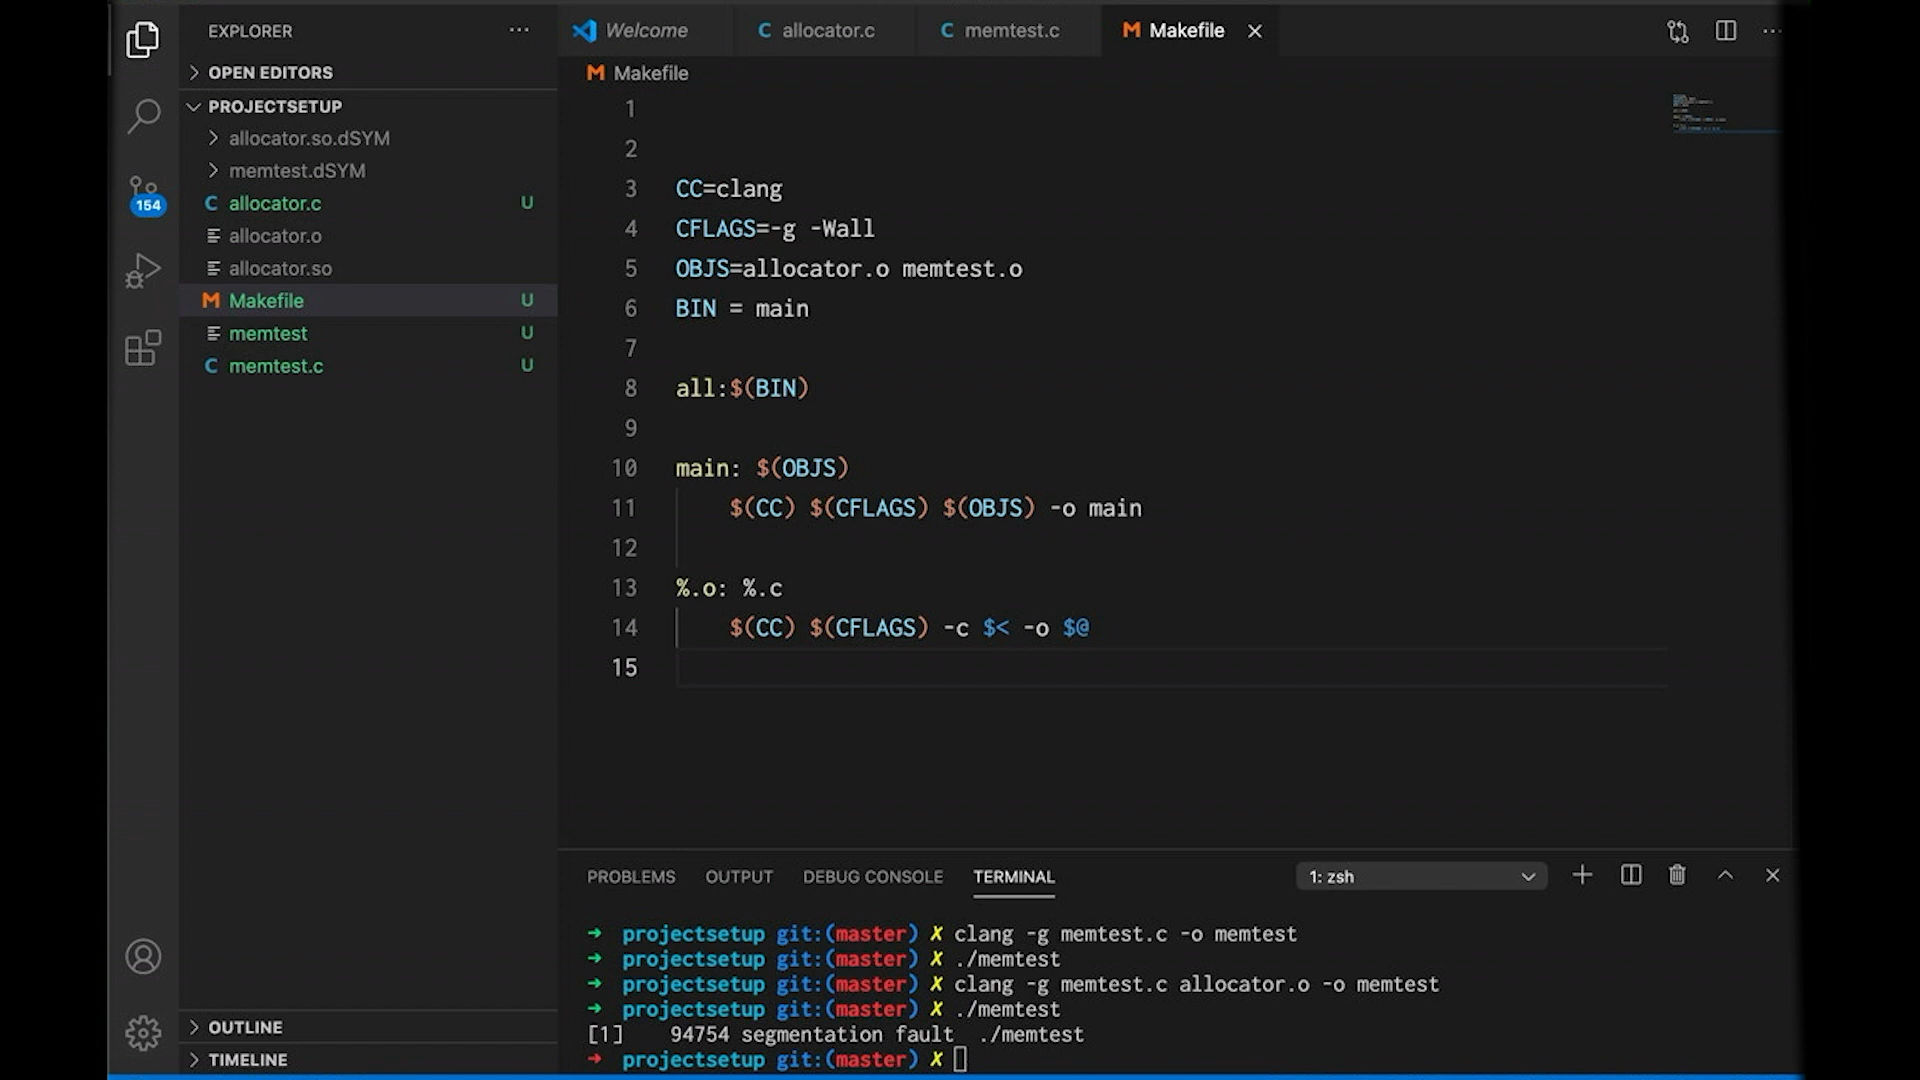 EXPLORER
OPEN EDITORS
PROJECTSETUP
allocator.so.dSYM
memtest.dSYM
C allocator.c U
allocator.o
allocator.so
M Makefile U
memtest U
C memtest.c U
154
OUTLINE
TIMELINE
Welcome C allocator.c C memtest.c M Makefile
M Makefile
1
2
3 CC=clang
4 CFLAGS=-g -Wall
5 OBJS=allocator.o memtest.o
6 BIN = main
7
8 all:$(BIN)
9
10 main: $(OBJS)
11 $(CC) $(CFLAGS) $(OBJS) -o main
12
13 %.o: %.c
14 $(CC) $(CFLAGS) -c $< -o $@
15
PROBLEMS OUTPUT DEBUG CONSOLE TERMINAL 1: zsh
➜ projectsetup git:(master) ✗ clang -g memtest.c -o memtest
➜ projectsetup git:(master) ✗ ./memtest
➜ projectsetup git:(master) ✗ clang -g memtest.c allocator.o -o memtest
➜ projectsetup git:(master) ✗ ./memtest
[1] 94754 segmentation fault ./memtest
➜ projectsetup git:(master) ✗